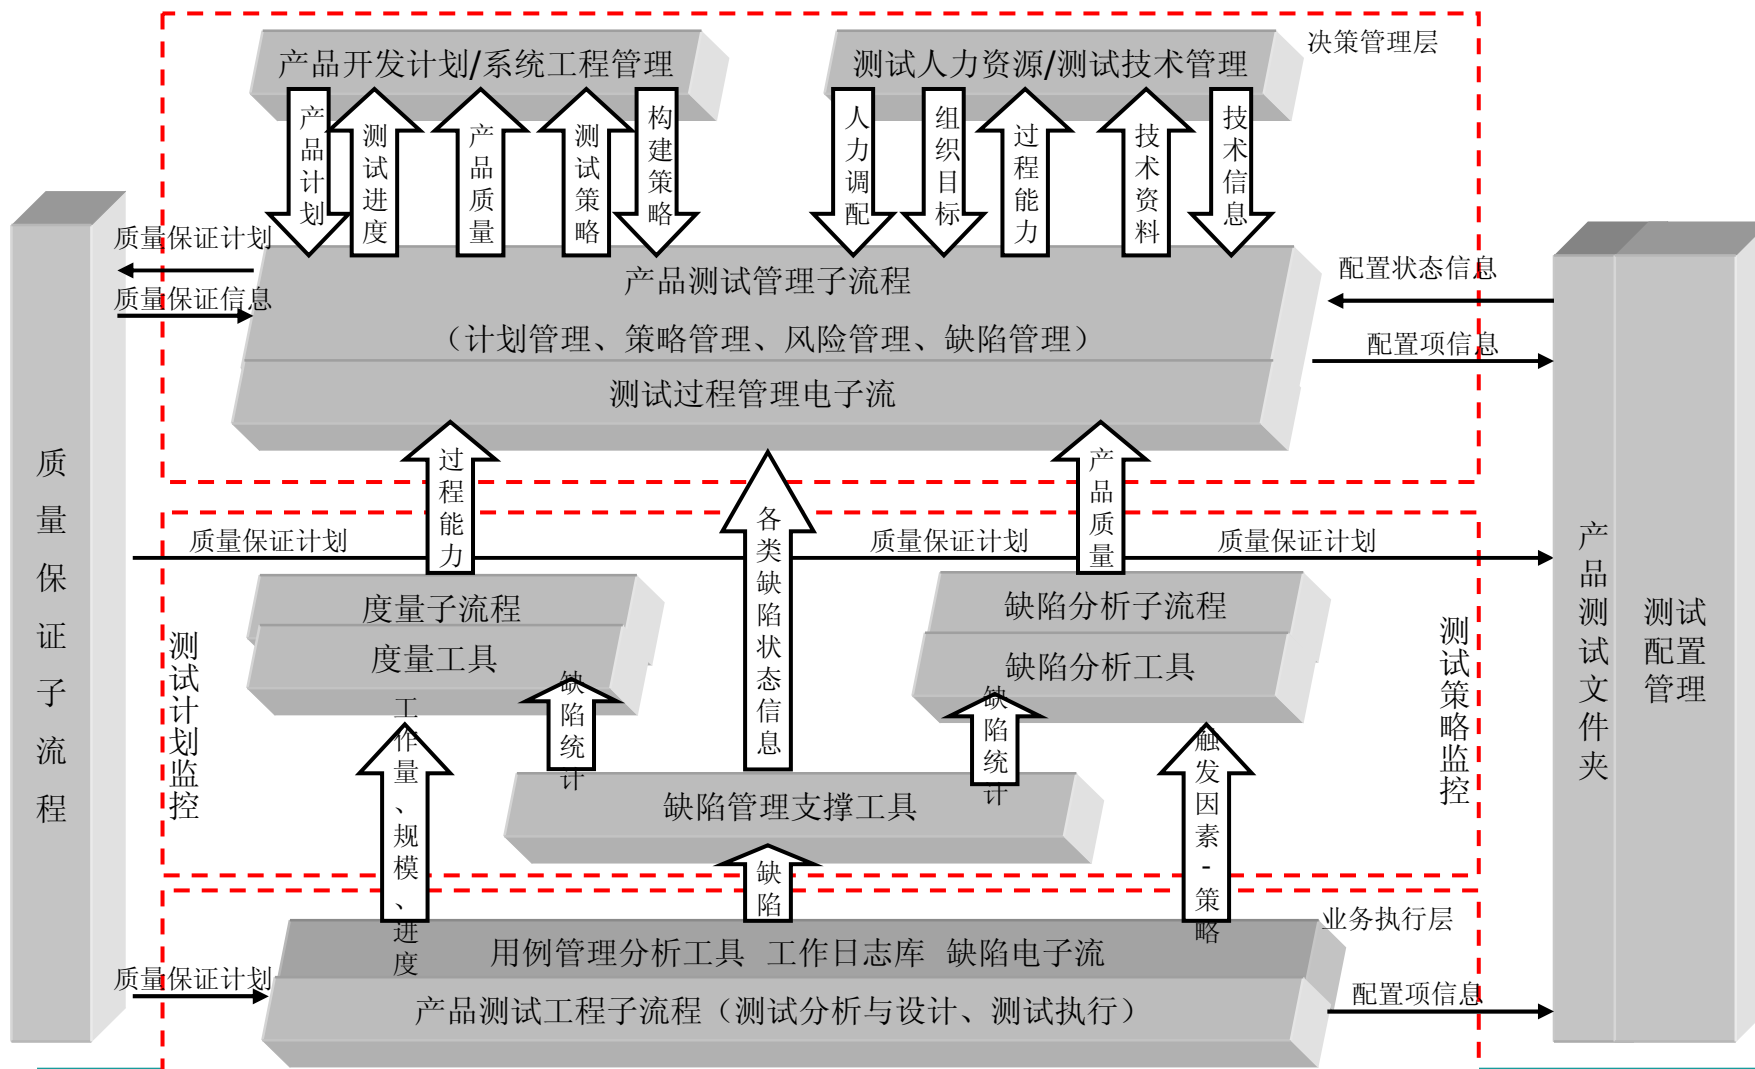 决策管理层
产品开发计划/系统工程管理
测试人力资源/测试技术管理
产品计划
测试进度
产品质量
测试策略
构建策略
人力调配
组织目标
过程能力
技术资料
技术信息
质量保证计划
质量保证信息
产品测试管理子流程
（计划管理、策略管理、风险管理、缺陷管理）
测试过程管理电子流
配置状态信息
配置项信息
质量保证子流程
过程能力
各类缺陷状态信息
产品质量
质量保证计划
质量保证计划
质量保证计划
度量子流程
度量工具
缺陷分析子流程
缺陷分析工具
测试计划监控
测试策略监控
产品测试文件夹
测试
配置
管理
工作量、规模、进度
缺陷统计
缺陷统计
触发因素-策略
缺陷管理支撑工具
缺陷
业务执行层
用例管理分析工具 工作日志库 缺陷电子流
产品测试工程子流程（测试分析与设计、测试执行）
质量保证计划
配置项信息